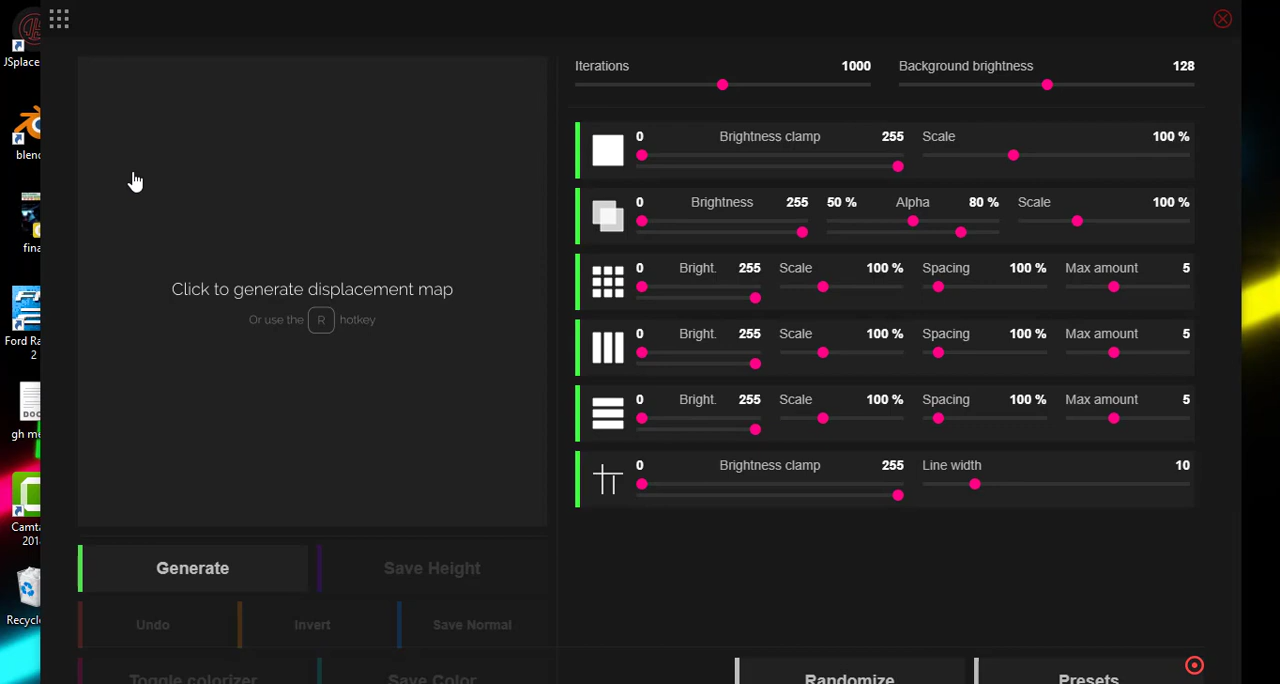 JSplace
blend
fina
Ford Ra
2
gh me
Camta
201
Recycle
Click to generate displacement map
Or use the R hotkey
Generate
Save Height
Undo
Invert
Save Normal
Toggle colorizer
Save Color
Iterations 1000
Background brightness 128
0 Brightness clamp 255 Scale 100 %
0 Brightness 255 50 % Alpha 80 % Scale 100 %
0 Bright. 255 Scale 100 % Spacing 100 % Max amount 5
0 Bright. 255 Scale 100 % Spacing 100 % Max amount 5
0 Bright. 255 Scale 100 % Spacing 100 % Max amount 5
0 Brightness clamp 255 Line width 10
Randomize
Presets